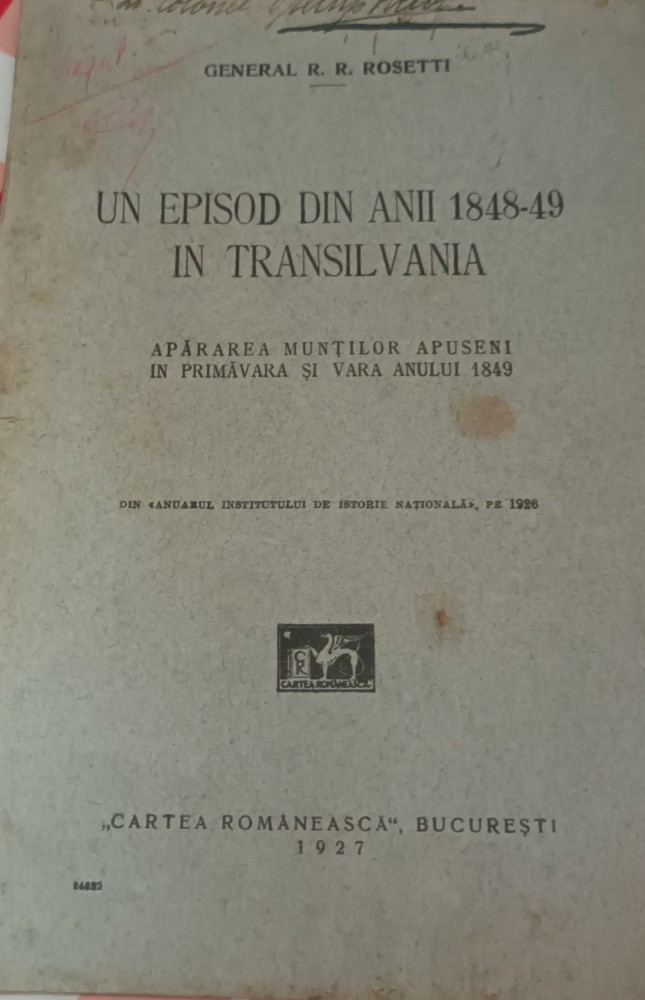 colonel
GENERAL R. R. ROSETTI
UN EPISOD DIN ANII 1848-49
IN TRANSILVANIA
APĂRAREA MUNȚILOR APUSENI
IN PRIMĂVARA ȘI VARA ANULUI 1849
DIN «ANUARUL INSTITUTULUI DE ISTORIE NAȚIONALĂ», PE 1926
C
R
CARTEA ROMÂNEASCĂ
„CARTEA ROMÂNEASCĂ“, BUCUREȘTI
1927